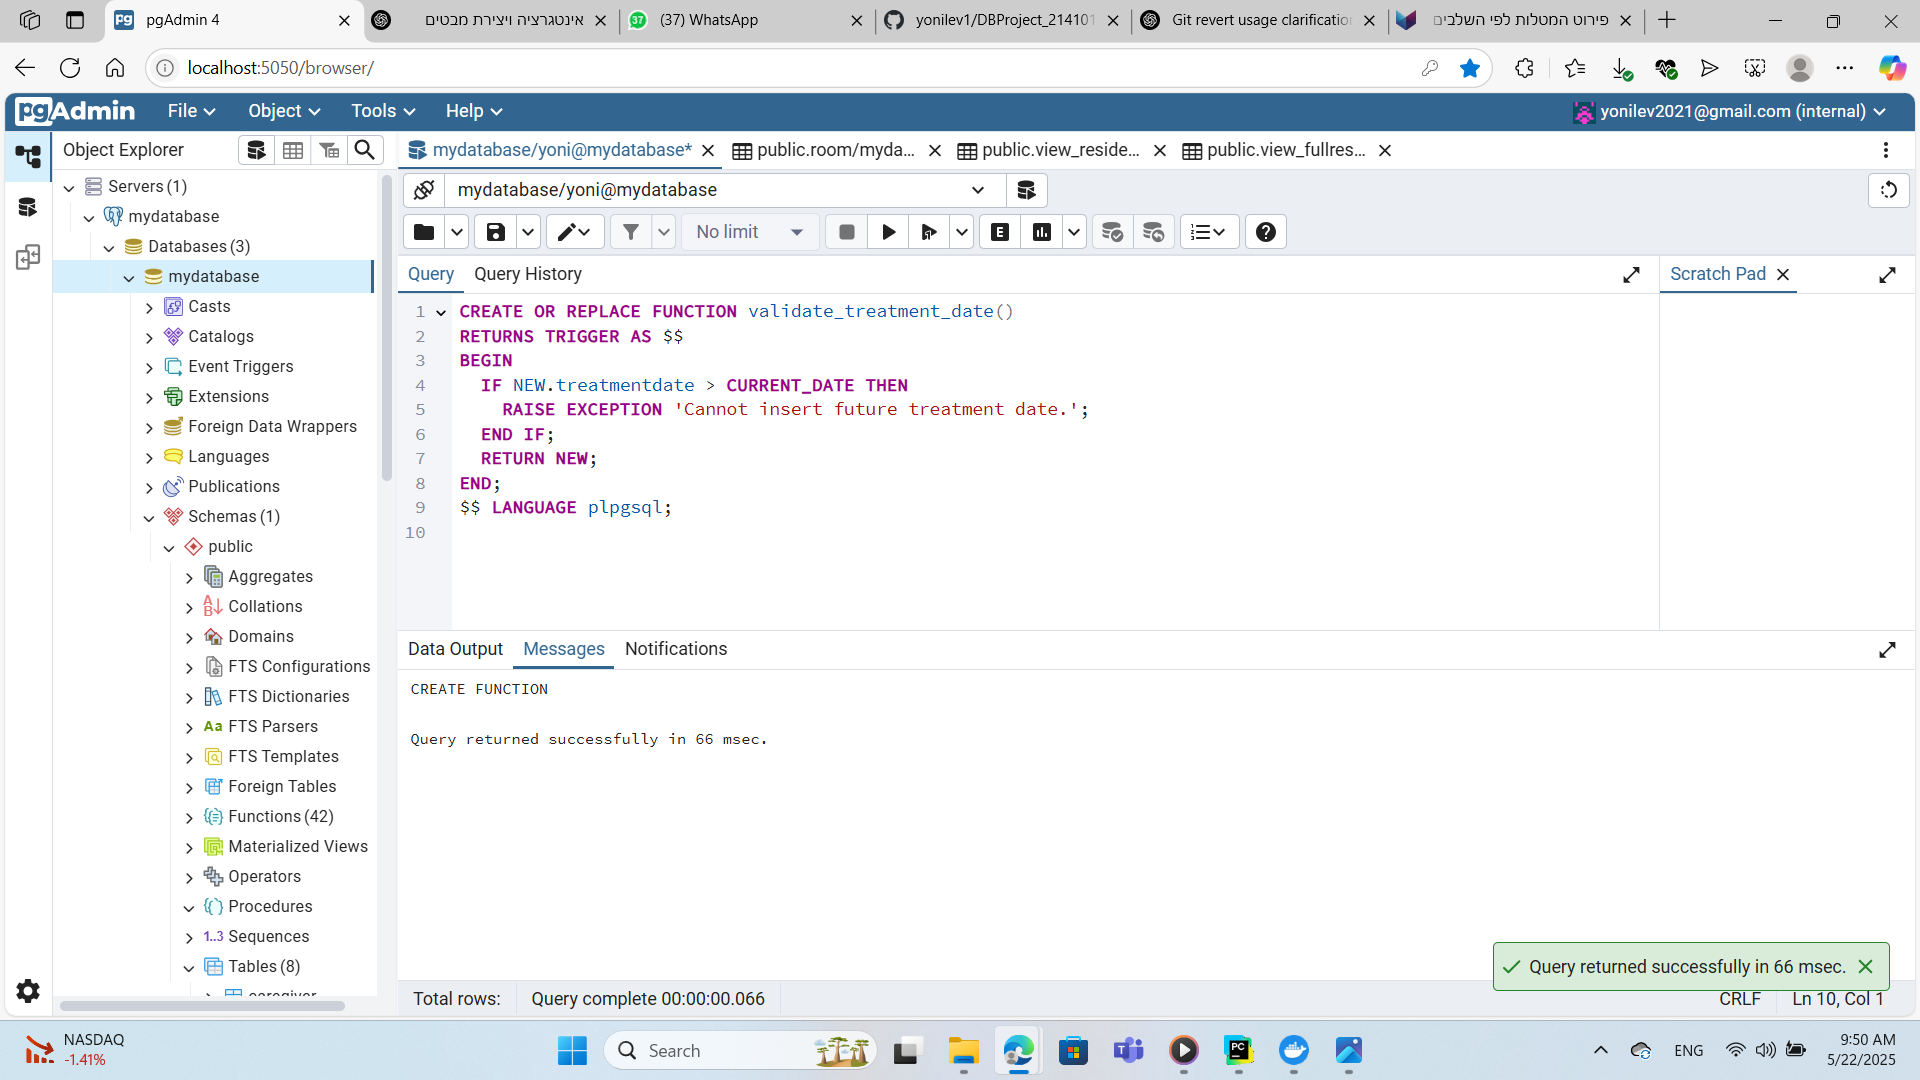 pgAdmin 4
אינטגרציה ויצירת מבטים
(37) WhatsApp
yonilev1/DBProject_214101
Git revert usage clarification
פירוט המטלות לפי השלבים
localhost:5050/browser/
pgAdmin
File
Object
Tools
Help
yonilev2021@gmail.com (internal)
Object Explorer
mydatabase/yoni@mydatabase*
public.room/myda...
public.view_reside...
public.view_fullres...
mydatabase/yoni@mydatabase
No limit
E
Query
Query History
Scratch Pad
Servers (1)
mydatabase
Databases (3)
mydatabase
Casts
Catalogs
Event Triggers
Extensions
Foreign Data Wrappers
Languages
Publications
Schemas (1)
public
Aggregates
Collations
Domains
FTS Configurations
FTS Dictionaries
Aa FTS Parsers
FTS Templates
Foreign Tables
Functions (42)
Materialized Views
Operators
Procedures
1..3 Sequences
Tables (8)
caregiver
1 CREATE OR REPLACE FUNCTION validate_treatment_date()
2 RETURNS TRIGGER AS $$
3 BEGIN
4 IF NEW.treatmentdate > CURRENT_DATE THEN
5 RAISE EXCEPTION 'Cannot insert future treatment date.';
6 END IF;
7 RETURN NEW;
8 END;
9 $$ LANGUAGE plpgsql;
10
Data Output
Messages
Notifications
CREATE FUNCTION
Query returned successfully in 66 msec.
Query returned successfully in 66 msec.
Total rows:
Query complete 00:00:00.066
CRLF
Ln 10, Col 1
NASDAQ
-1.41%
Search
ENG
9:50 AM
5/22/2025